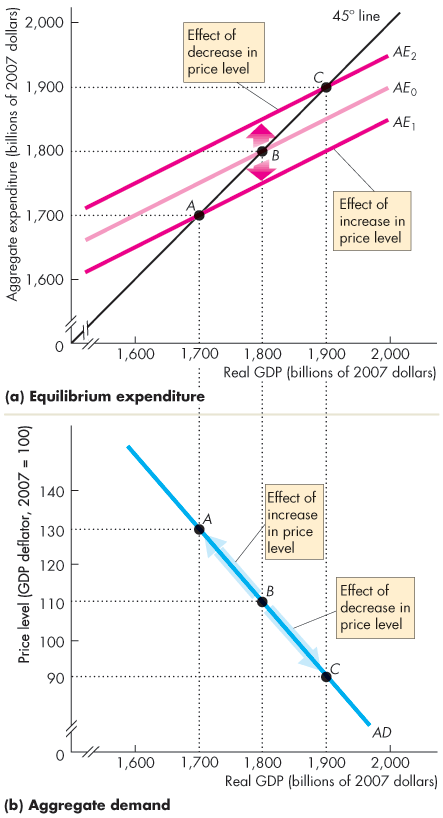 Aggregate expenditure (billions of 2007 dollars)
2,000
1,900
1,800
1,700
1,600
0
45° line
Effect of
decrease in
price level
C
AE2
AE0
B
AE1
A
Effect of
increase in
price level
1,600 1,700 1,800 1,900 2,000
Real GDP (billions of 2007 dollars)
(a) Equilibrium expenditure
Price level (GDP deflator, 2007 = 100)
140
130
120
110
100
90
0
A
Effect of
increase
in price
level
B
Effect of
decrease in
price level
C
AD
1,600 1,700 1,800 1,900 2,000
Real GDP (billions of 2007 dollars)
(b) Aggregate demand